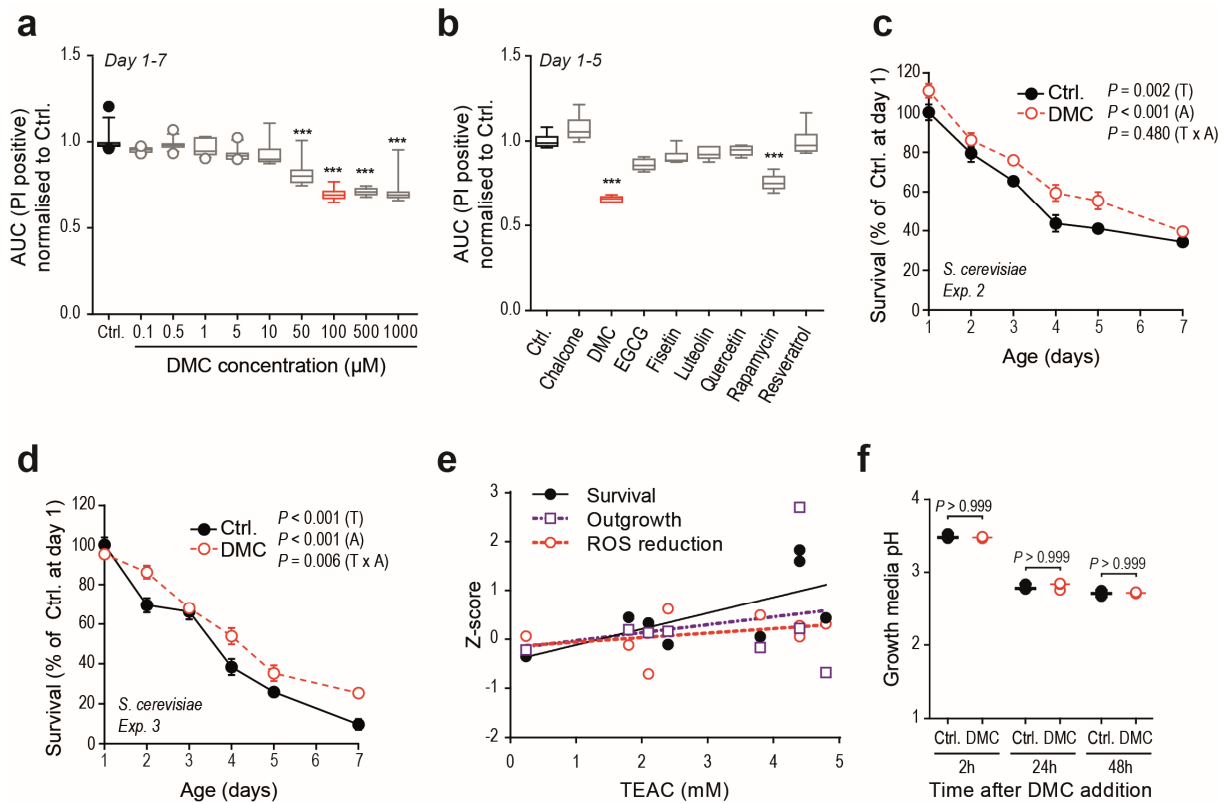 a
Day 1-7
AUC (PI positive)
normalised to Ctrl.
1.5
1.0
0.5
0.0
***
***
***
***
Ctrl. 0.1 0.5 1 5 10 50 100 500 1000
DMC concentration (µM)
b
Day 1-5
AUC (PI positive)
normalised to Ctrl.
1.5
1.0
0.5
0.0
***
***
Ctrl.
Chalcone
DMC
EGCG
Fisetin
Luteolin
Quercetin
Rapamycin
Resveratrol
c
Survival (% of Ctrl. at day 1)
120
100
80
60
40
20
0
Ctrl.
DMC
P = 0.002 (T)
P < 0.001 (A)
P = 0.480 (T x A)
S. cerevisiae
Exp. 2
1 2 3 4 5 6 7
Age (days)
d
Survival (% of Ctrl. at day 1)
120
100
80
60
40
20
0
Ctrl.
DMC
P < 0.001 (T)
P < 0.001 (A)
P = 0.006 (T x A)
S. cerevisiae
Exp. 3
1 2 3 4 5 6 7
Age (days)
e
Z-score
3
2
1
0
-1
-2
Survival
Outgrowth
ROS reduction
0 1 2 3 4 5
TEAC (mM)
f
Growth media pH
4
3
2
1
P > 0.999
P > 0.999
P > 0.999
Ctrl. DMC Ctrl. DMC Ctrl. DMC
2h 24h 48h
Time after DMC addition